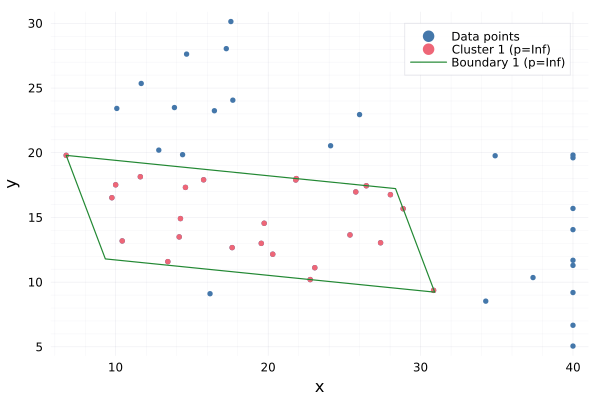 30
25
20
15
10
5
y
10 20 30 40
x
Data points
Cluster 1 (p=Inf)
Boundary 1 (p=Inf)